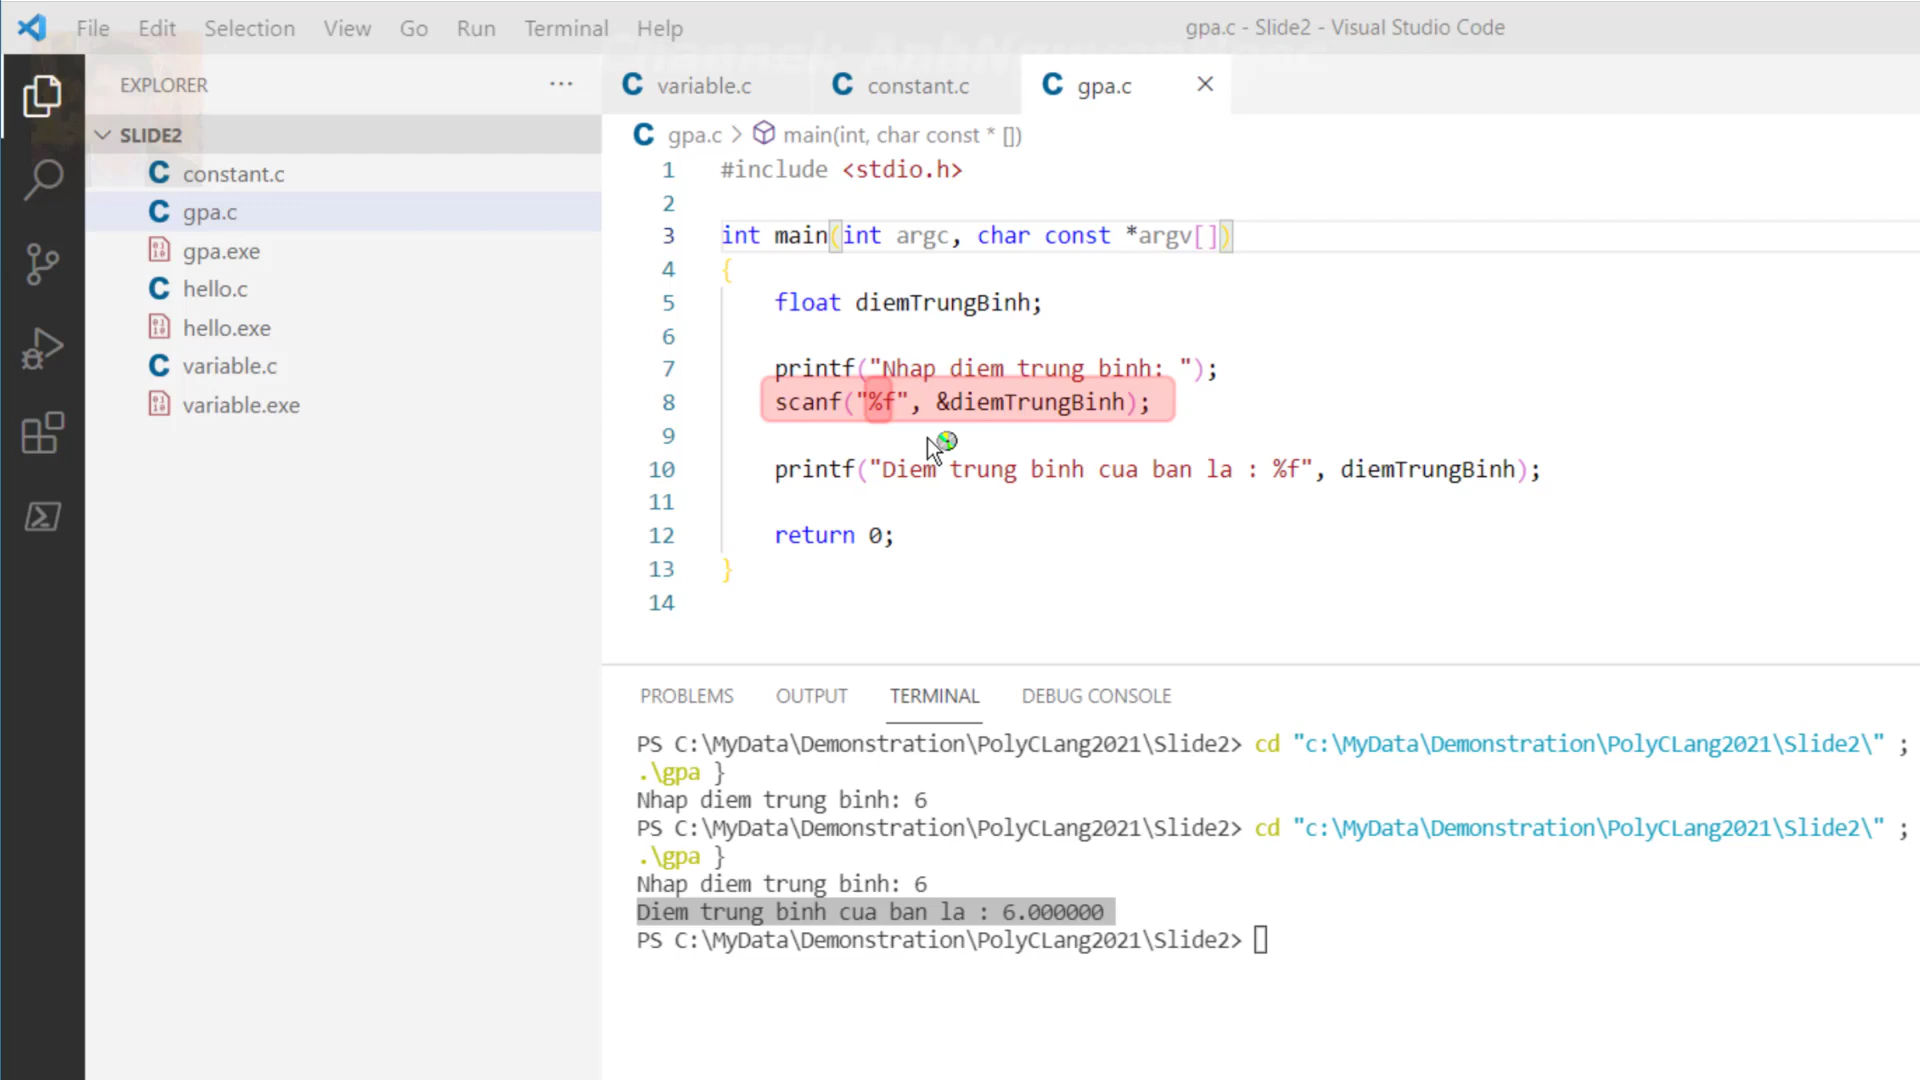 File Edit Selection View Go Run Terminal Help
gpa.c - Slide2 - Visual Studio Code
EXPLORER ···
variable.c
constant.c
gpa.c
SLIDE2
gpa.c > main(int, char const * [])
constant.c
gpa.c
gpa.exe
hello.c
hello.exe
variable.c
variable.exe
1 #include <stdio.h>
2
3 int main(int argc, char const *argv[])
4 {
5 float diemTrungBinh;
6
7 printf("Nhap diem trung binh: ");
8 scanf("%f", &diemTrungBinh);
9
10 printf("Diem trung binh cua ban la : %f", diemTrungBinh);
11
12 return 0;
13 }
14
PROBLEMS OUTPUT TERMINAL DEBUG CONSOLE
PS C:\MyData\Demonstration\PolyCLang2021\Slide2> cd "c:\MyData\Demonstration\PolyCLang2021\Slide2\" ;
.\gpa }
Nhap diem trung binh: 6
PS C:\MyData\Demonstration\PolyCLang2021\Slide2> cd "c:\MyData\Demonstration\PolyCLang2021\Slide2\" ;
.\gpa }
Nhap diem trung binh: 6
Diem trung binh cua ban la : 6.000000
PS C:\MyData\Demonstration\PolyCLang2021\Slide2>